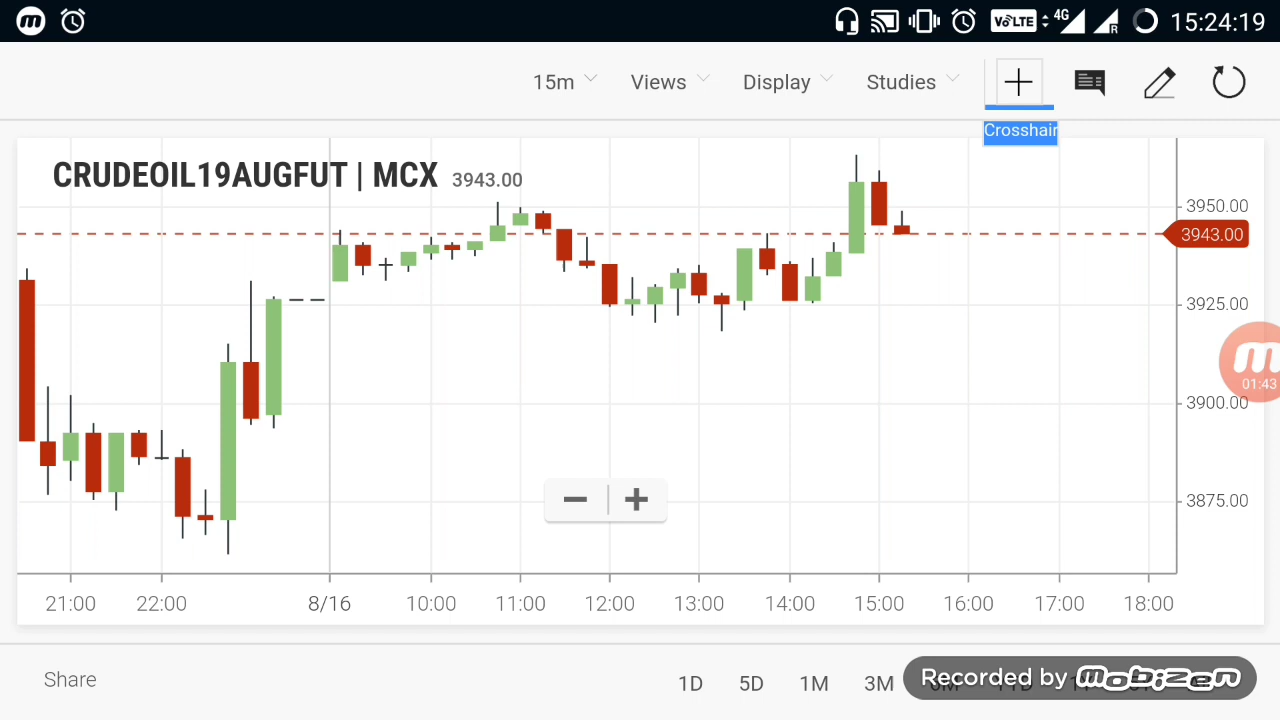 15:24:19
VoLTE 4G R
15m Views Display Studies
Crosshair
CRUDEOIL19AUGFUT | MCX 3943.00
3950.00
3943.00
3925.00
3900.00
3875.00
01:43
21:00 22:00 8/16 10:00 11:00 12:00 13:00 14:00 15:00 16:00 17:00 18:00
Share
1D 5D 1M 3M
Recorded by mobizen